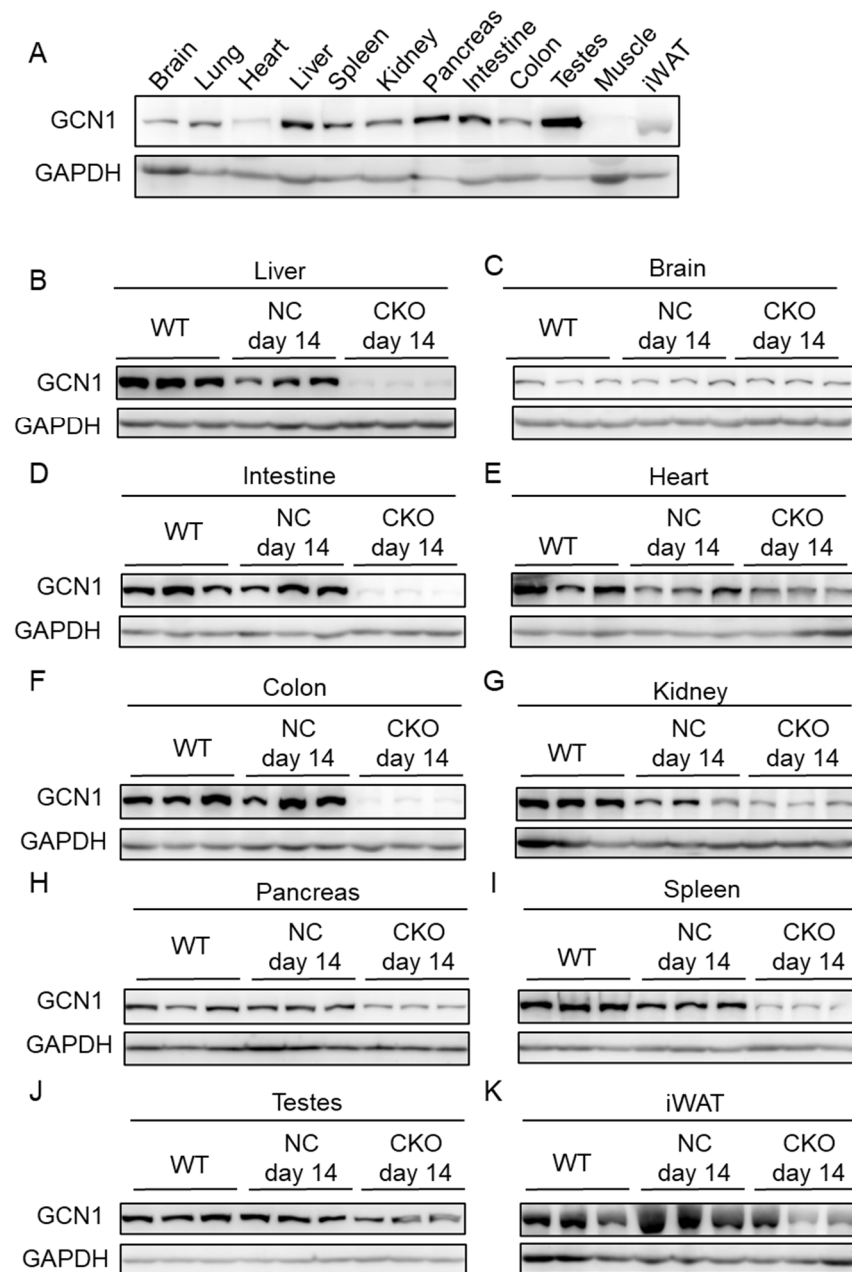 A
Brain Lung Heart Liver Spleen Kidney Pancreas Intestine Colon Testes Muscle iWAT
GCN1
GAPDH
B
Liver
WT
NC
day 14
CKO
day 14
GCN1
GAPDH
C
Brain
WT
NC
day 14
CKO
day 14
D
Intestine
WT
NC
day 14
CKO
day 14
GCN1
GAPDH
E
Heart
WT
NC
day 14
CKO
day 14
F
Colon
WT
NC
day 14
CKO
day 14
GCN1
GAPDH
G
Kidney
WT
NC
day 14
CKO
day 14
H
Pancreas
WT
NC
day 14
CKO
day 14
GCN1
GAPDH
I
Spleen
WT
NC
day 14
CKO
day 14
J
Testes
WT
NC
day 14
CKO
day 14
GCN1
GAPDH
K
iWAT
WT
NC
day 14
CKO
day 14